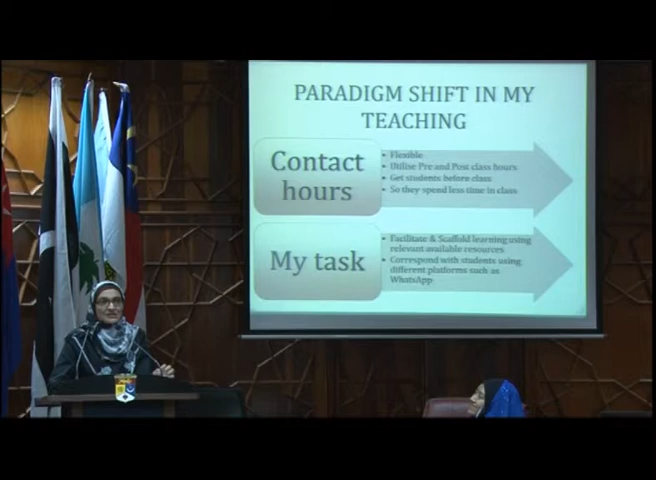 PARADIGM SHIFT IN MY
TEACHING
Contact
hours
• Flexible
• Utilise Pre and Post class hours
• Get students before class
• So they spend less time in class
My task
• Facilitate & Scaffold learning using
relevant available resources
• Correspond with students using
different platforms such as
WhatsApp